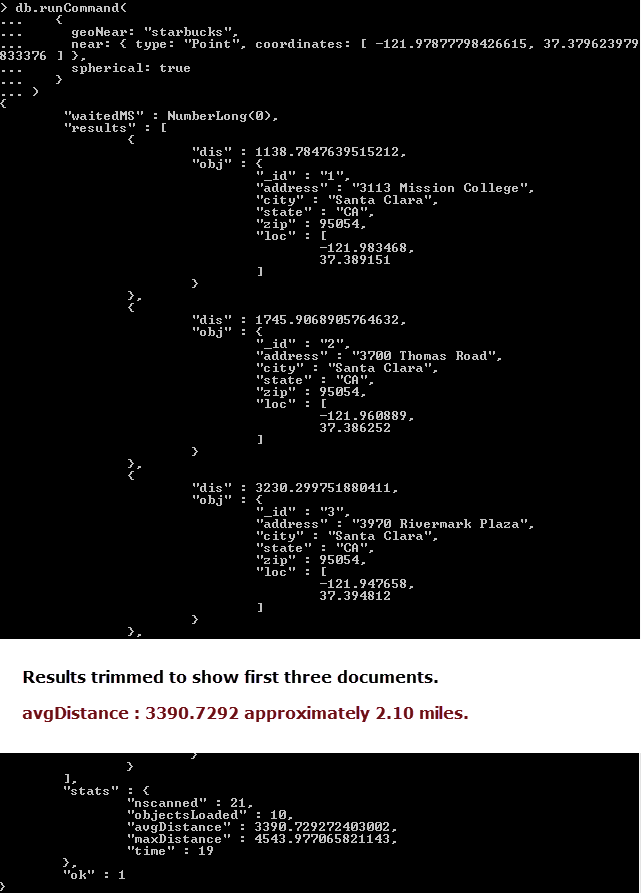 > db.runCommand(
... {
... geoNear: "starbucks",
... near: { type: "Point", coordinates: [ -121.97877798426615, 37.379623979
833376 ] },
... spherical: true
... }
... )
{
"waitedMS" : NumberLong(0),
"results" : [
{
"dis" : 1138.7847639515212,
"obj" : {
"_id" : "1",
"address" : "3113 Mission College",
"city" : "Santa Clara",
"state" : "CA",
"zip" : 95054,
"loc" : [
-121.983468,
37.389151
]
}
},
{
"dis" : 1745.9068905764632,
"obj" : {
"_id" : "2",
"address" : "3700 Thomas Road",
"city" : "Santa Clara",
"state" : "CA",
"zip" : 95054,
"loc" : [
-121.960889,
37.386252
]
}
},
{
"dis" : 3230.299751880411,
"obj" : {
"_id" : "3",
"address" : "3970 Rivermark Plaza",
"city" : "Santa Clara",
"state" : "CA",
"zip" : 95054,
"loc" : [
-121.947658,
37.394812
]
}
},
Results trimmed to show first three documents.
avgDistance : 3390.7292 approximately 2.10 miles.
}
}
],
"stats" : {
"nscanned" : 21,
"objectsLoaded" : 10,
"avgDistance" : 3390.729272403002,
"maxDistance" : 4543.977065821143,
"time" : 19
},
"ok" : 1
}